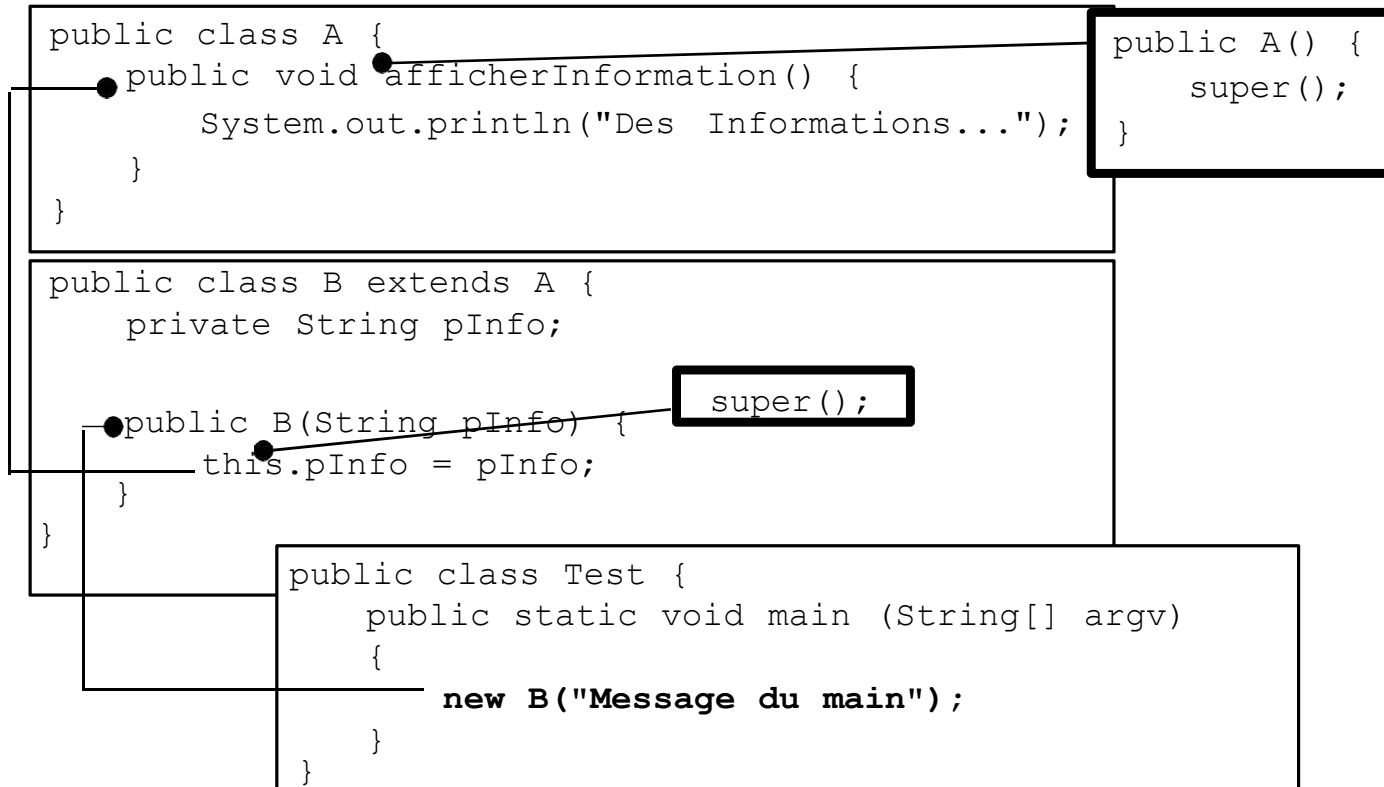 public class A {
public void afficherInformation() {
System.out.println("Des Informations...");
}
}
public A() {
super();
}
public class B extends A {
private String pInfo;
super();
public B(String pInfo) {
this.pInfo = pInfo;
}
}
public class Test {
public static void main (String[] argv)
{
new B("Message du main");
}
}